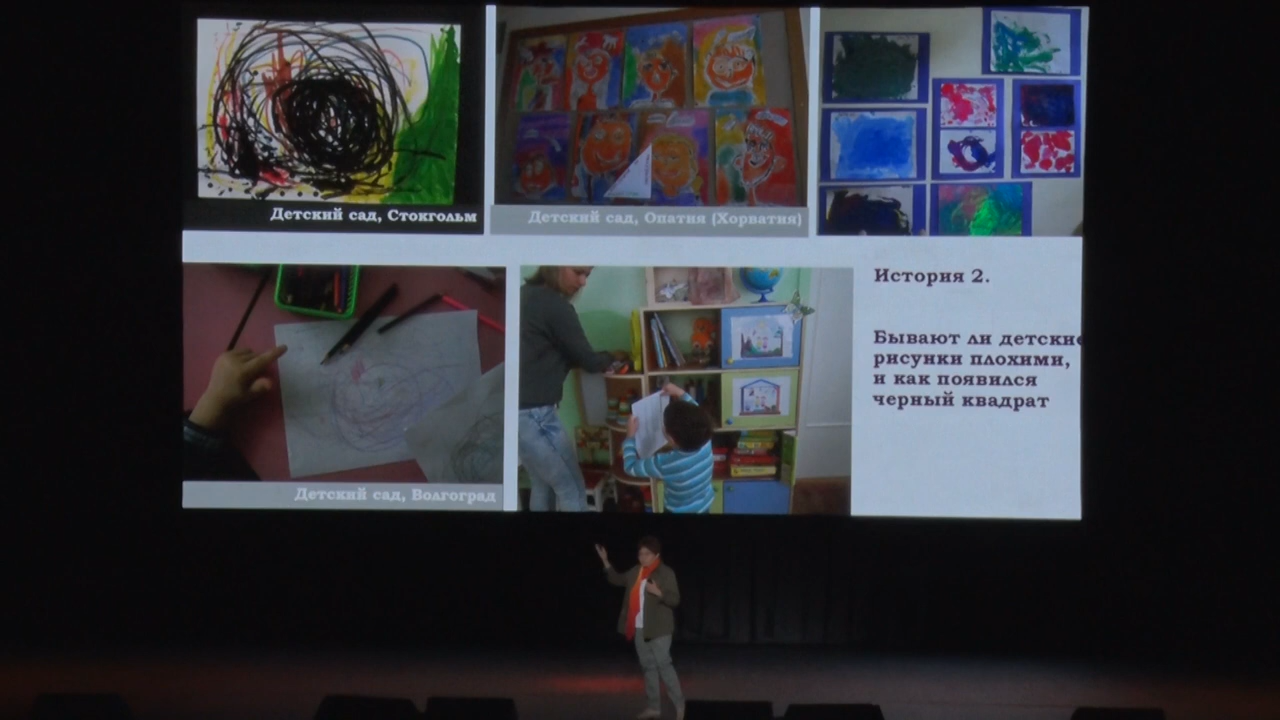 Детский сад, Стокгольм
Детский сад, Опатия (Хорватия)
Детский сад, Волгоград
История 2.
Бывают ли детские
рисунки плохими,
и как появился
черный квадрат